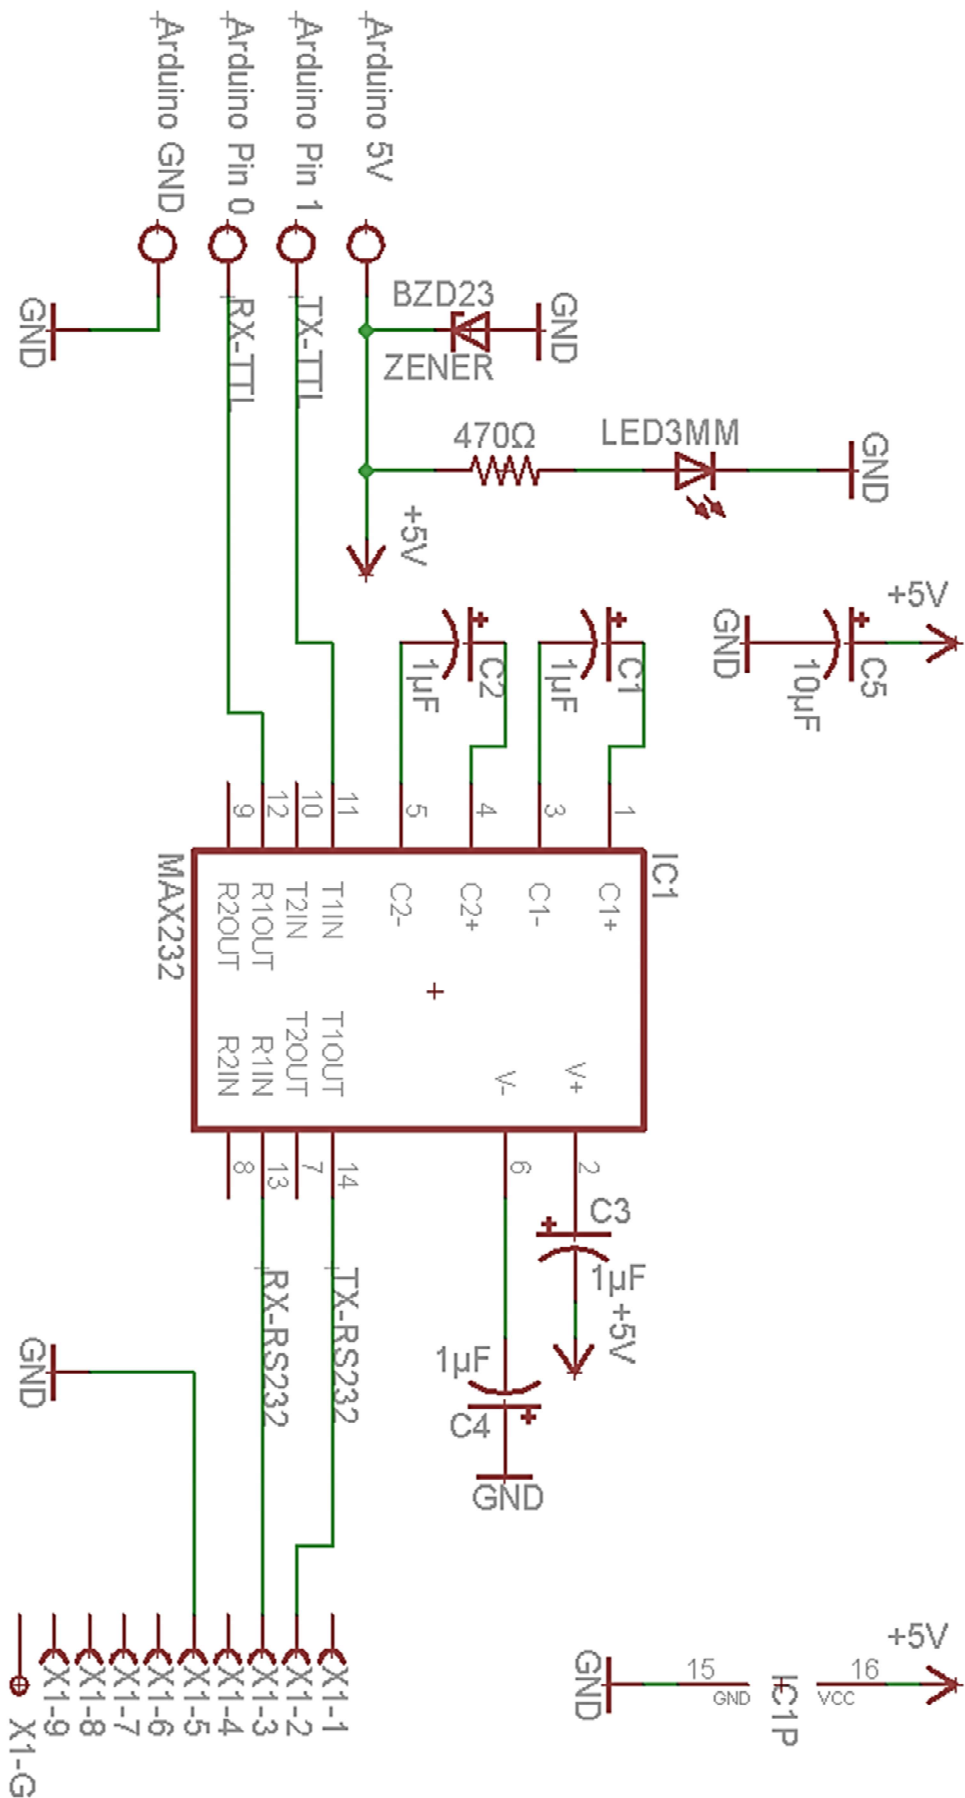 Arduino 5V
Arduino Pin 1
Arduino Pin 0
Arduino GND
GND
RX-TTL
TX-TTL
BZD23
ZENER
GND
470Ω
LED3MM
GND
+5V
+5V
GND
10µF
C5
C2
1µF
C1
1µF
9
12
10
11
5
4
3
1
MAX232
IC1
R2OUT
R1OUT
T2IN
T1IN
C2-
C2+
C1-
C1+
+
R2IN
R1IN
T2OUT
T1OUT
V-
V+
8
13
7
14
6
2
C3
1µF
+5V
RX-RS232
TX-RS232
1µF
C4
GND
GND
+5V
GND
15
GND
IC1P
16
VCC
X1-1
X1-2
X1-3
X1-4
X1-5
X1-6
X1-7
X1-8
X1-9
X1-G